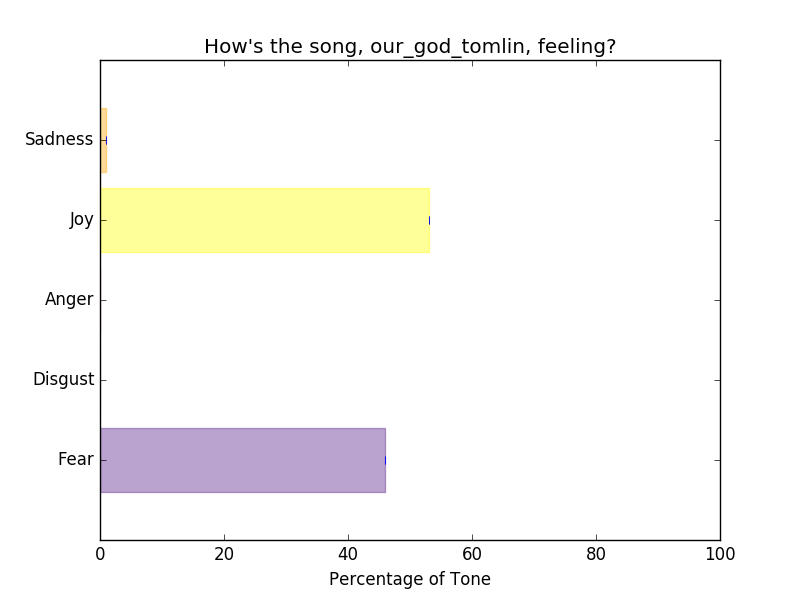 How's the song, our_god_tomlin, feeling?
Sadness
Joy
Anger
Disgust
Fear
0 20 40 60 80 100
Percentage of Tone